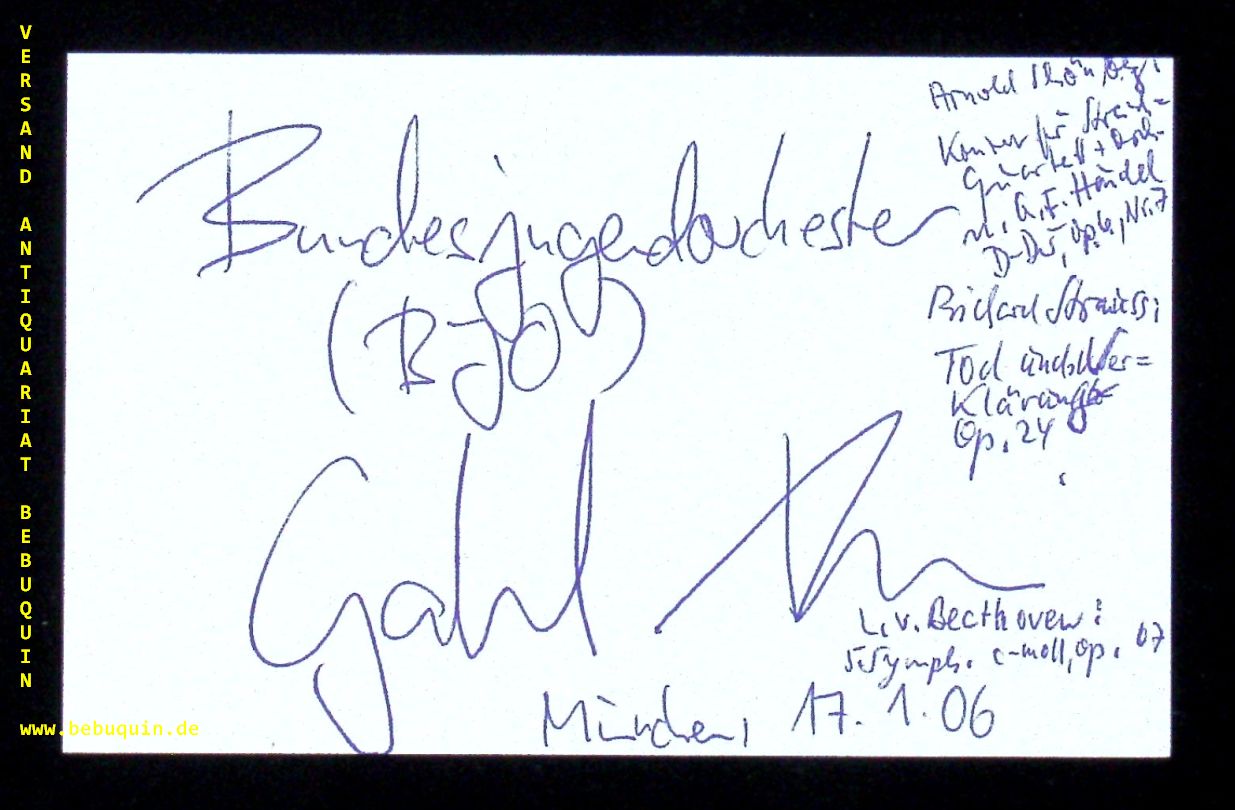 VERSAND ANTIQUARIAT BEBUQUIN
www.bebuquin.de
Bundesjugendorchester
(BJO)
Arnold Schönberg:
Konzert für Streich=
quartett + Orch.
n. G.F. Händel
D-Dur, op.6, Nr.7
Richard Strauss:
Tod und Ver=
klärung
Op. 24
L.v. Beethoven:
5. Symph. c-moll, op. 67
München, 17.1.06